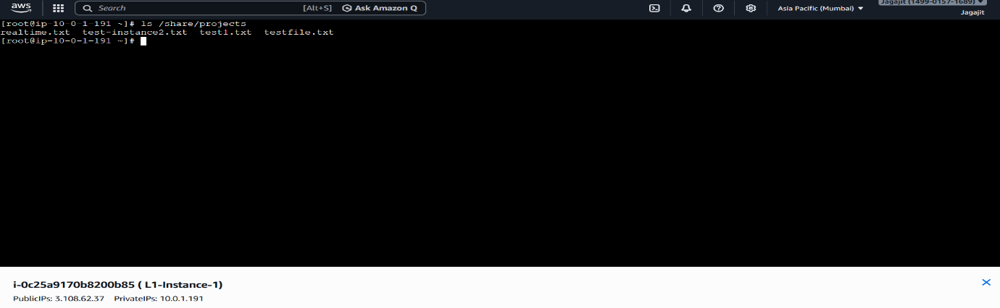 aws Search [Alt+S] Ask Amazon Q Asia Pacific (Mumbai) Jagajit (1499-0157-1689)
Jagajit
[root@ip-10-0-1-191 ~]# ls /share/projects
realtime.txt test-instance2.txt test1.txt testfile.txt
[root@ip-10-0-1-191 ~]#
i-0c25a9170b8200b85 ( L1-Instance-1)
PublicIPs: 3.108.62.37 PrivateIPs: 10.0.1.191